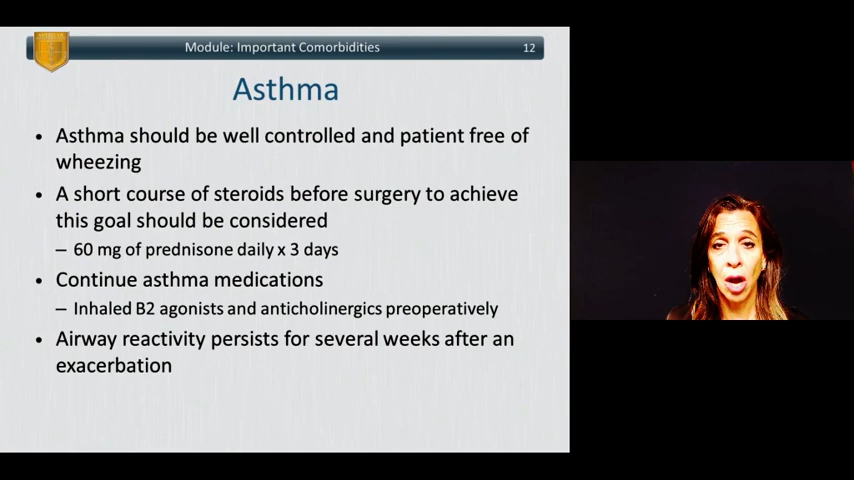 Module: Important Comorbidities
12
Asthma
• Asthma should be well controlled and patient free of
wheezing
• A short course of steroids before surgery to achieve
this goal should be considered
– 60 mg of prednisone daily x 3 days
• Continue asthma medications
– Inhaled B2 agonists and anticholinergics preoperatively
• Airway reactivity persists for several weeks after an
exacerbation